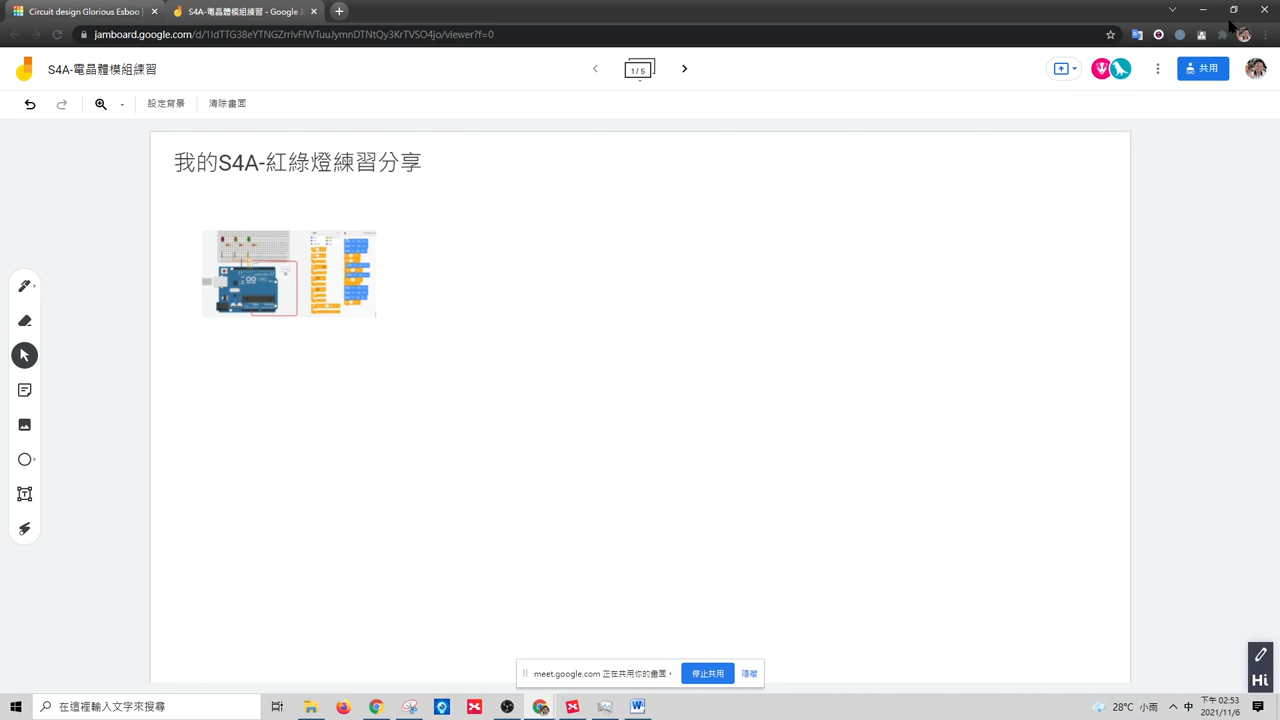 Circuit design Glorious Esboo
S4A-電晶體模組練習 - Google Ja
jamboard.google.com/d/1IdTTG38eYTNGZrrIvFIWTuuJymnDTNtQy3KrTVSO4jo/viewer?f=0
S4A-電晶體模組練習
1 / 5
共用
設定背景
清除畫面
我的S4A-紅綠燈練習分享
meet.google.com 正在共用你的畫面。
停止共用
隱藏
Hi
在這裡輸入文字來搜尋
28°C 小雨
中
下午 02:53
2021/11/6